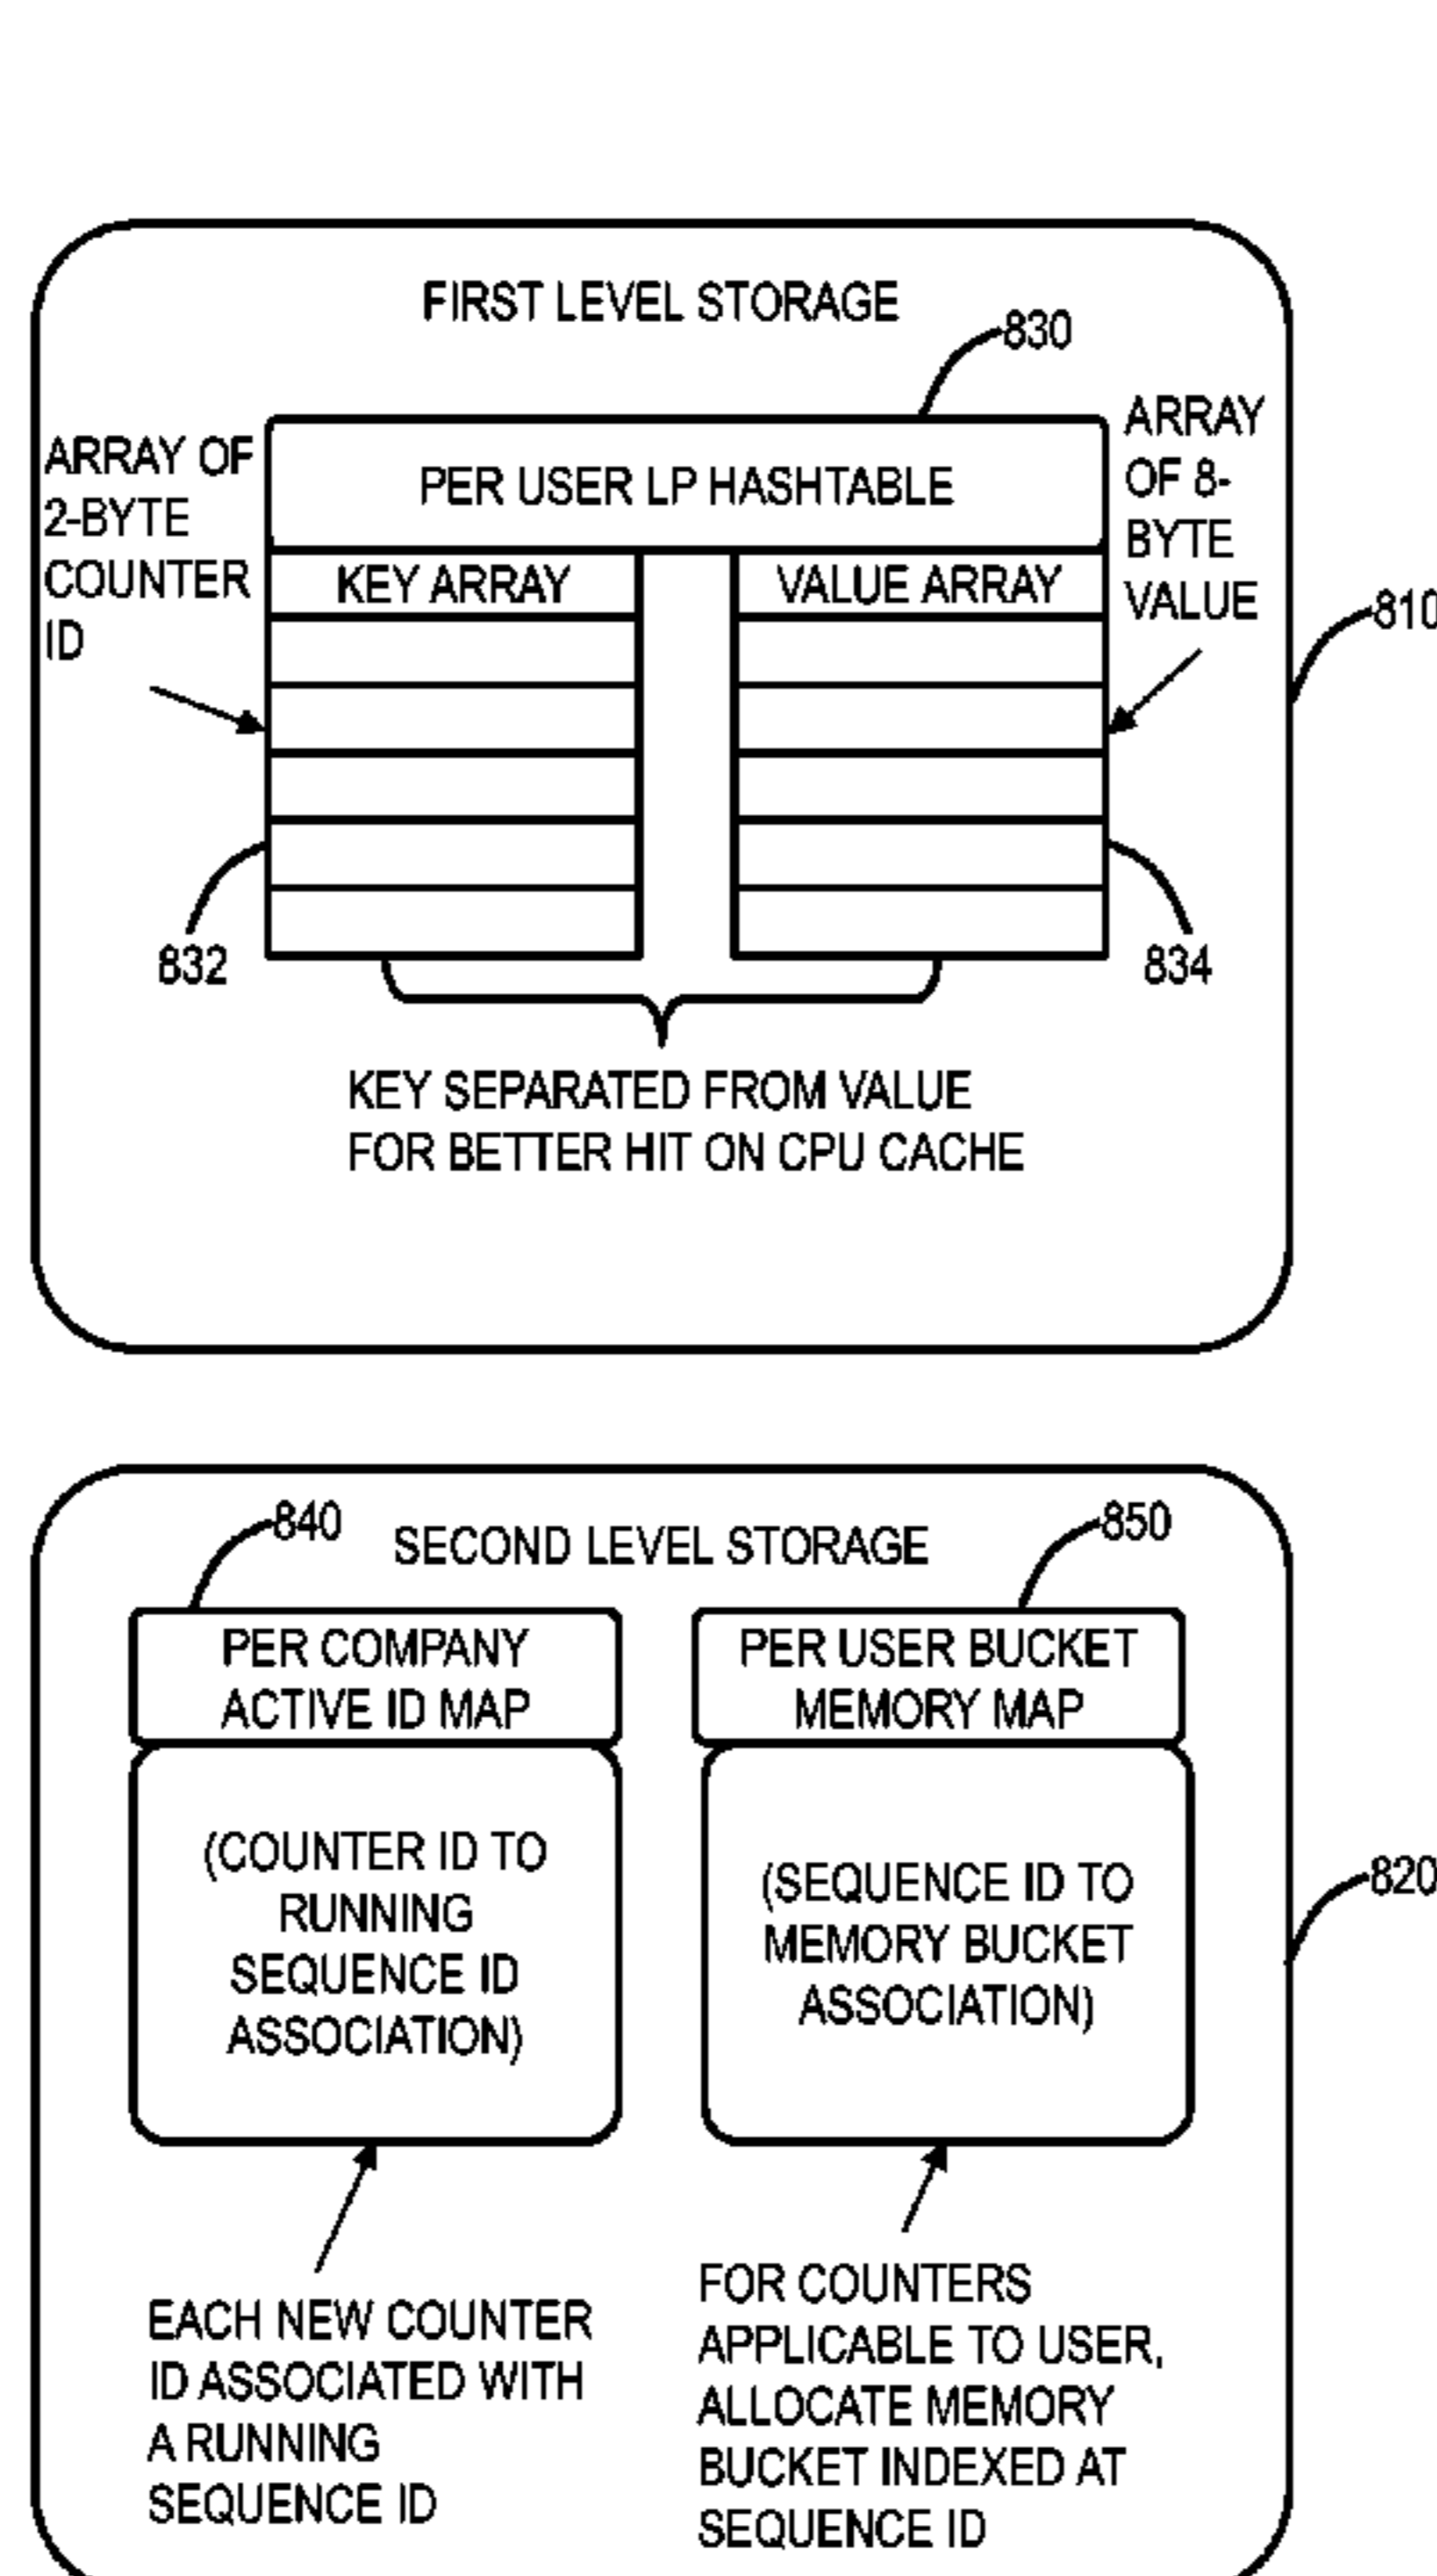 FIRST LEVEL STORAGE
830
ARRAY OF
2-BYTE
COUNTER
ID
PER USER LP HASHTABLE
ARRAY
OF 8-
BYTE
VALUE
KEY ARRAY
VALUE ARRAY
810
832
834
KEY SEPARATED FROM VALUE
FOR BETTER HIT ON CPU CACHE
840
SECOND LEVEL STORAGE
850
PER COMPANY
ACTIVE ID MAP
PER USER BUCKET
MEMORY MAP
(COUNTER ID TO
RUNNING
SEQUENCE ID
ASSOCIATION)
(SEQUENCE ID TO
MEMORY BUCKET
ASSOCIATION)
820
EACH NEW COUNTER
ID ASSOCIATED WITH
A RUNNING
SEQUENCE ID
FOR COUNTERS
APPLICABLE TO USER,
ALLOCATE MEMORY
BUCKET INDEXED AT
SEQUENCE ID